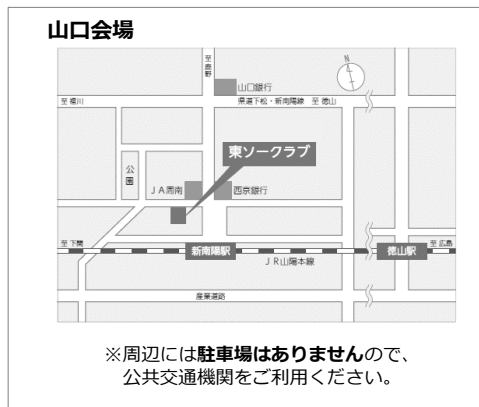 山口会場
至鹿野
N
山口銀行
至 櫛川
県道下松・新南陽線 至 徳山
東ソークラブ
公園
JA周南
西京銀行
至 下関
新南陽駅
JR山陽本線
徳山駅
至 広島
産業道路
※周辺には駐車場はありませんので、
公共交通機関をご利用ください。